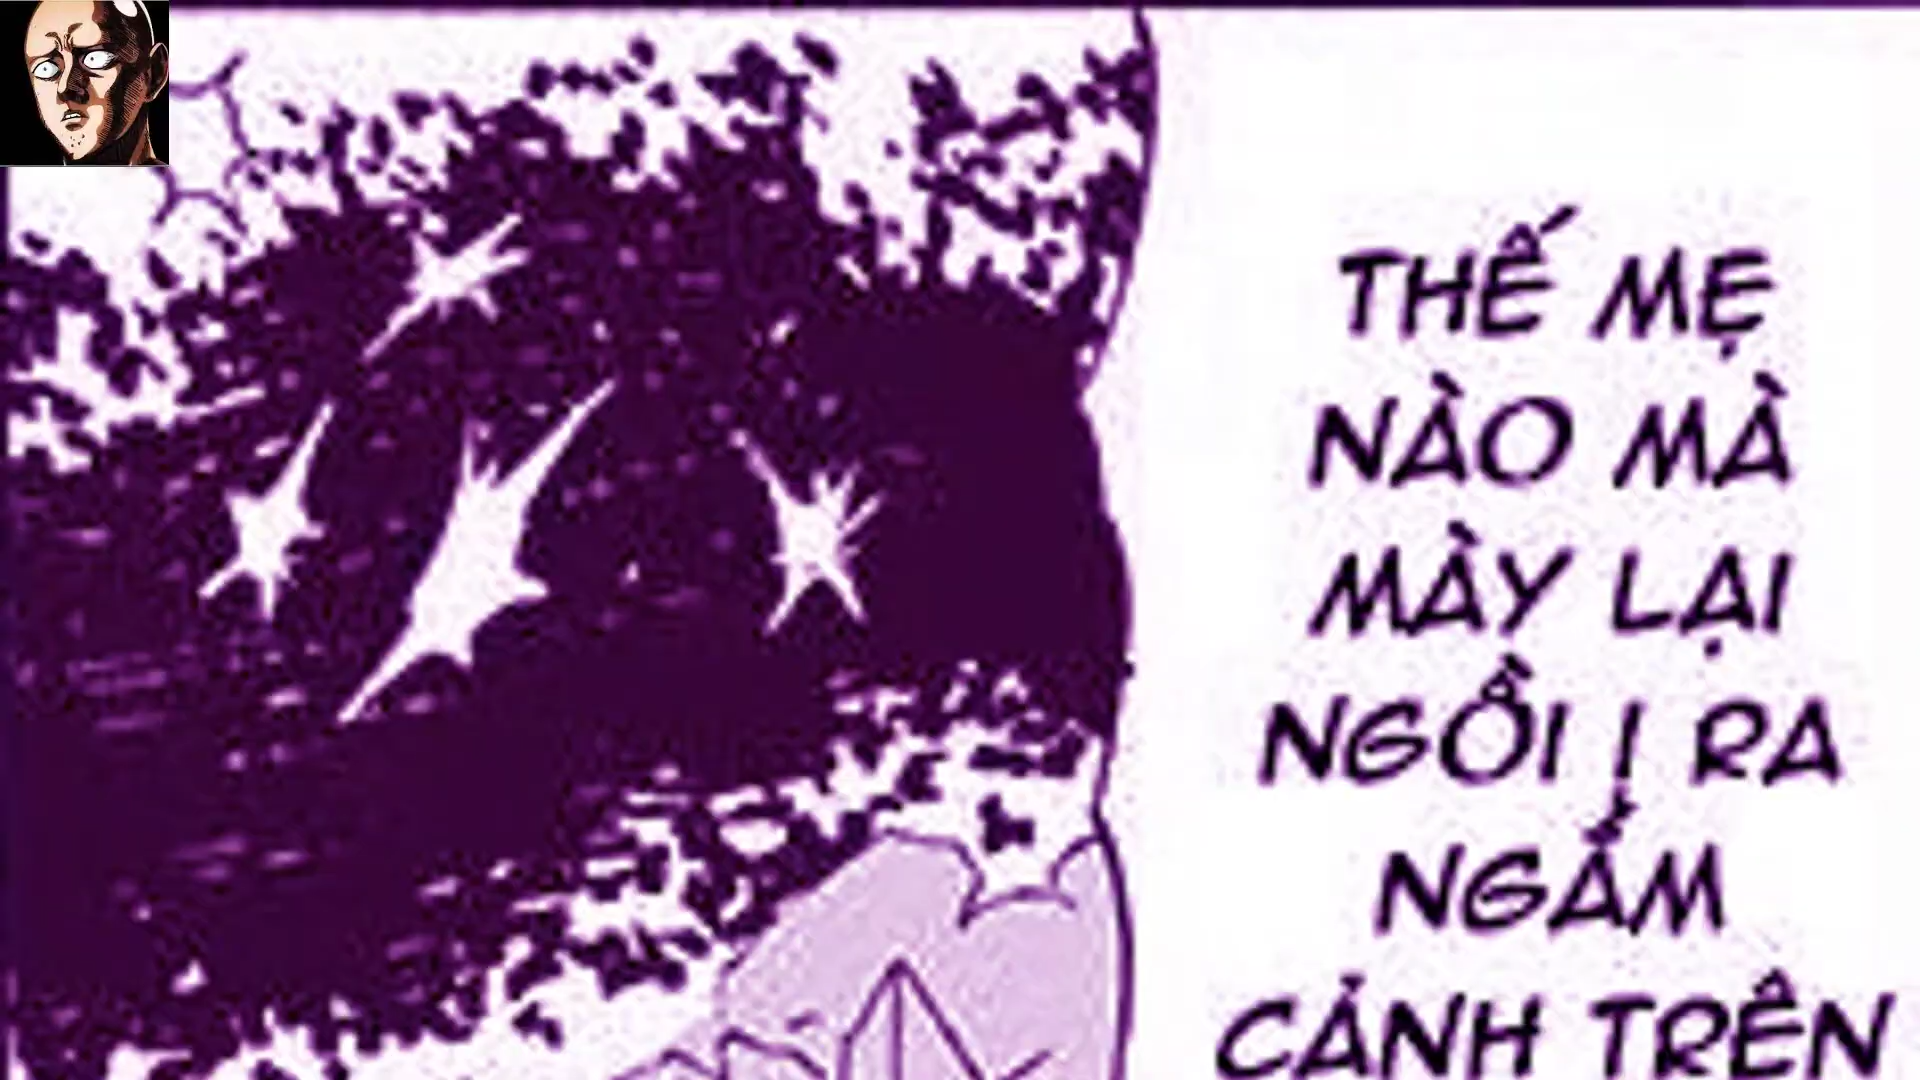 THẾ MẸ
NÀO MÀ
MÀY LẠI
NGỒI Ị RA
NGẮM
CẢNH TRÊN